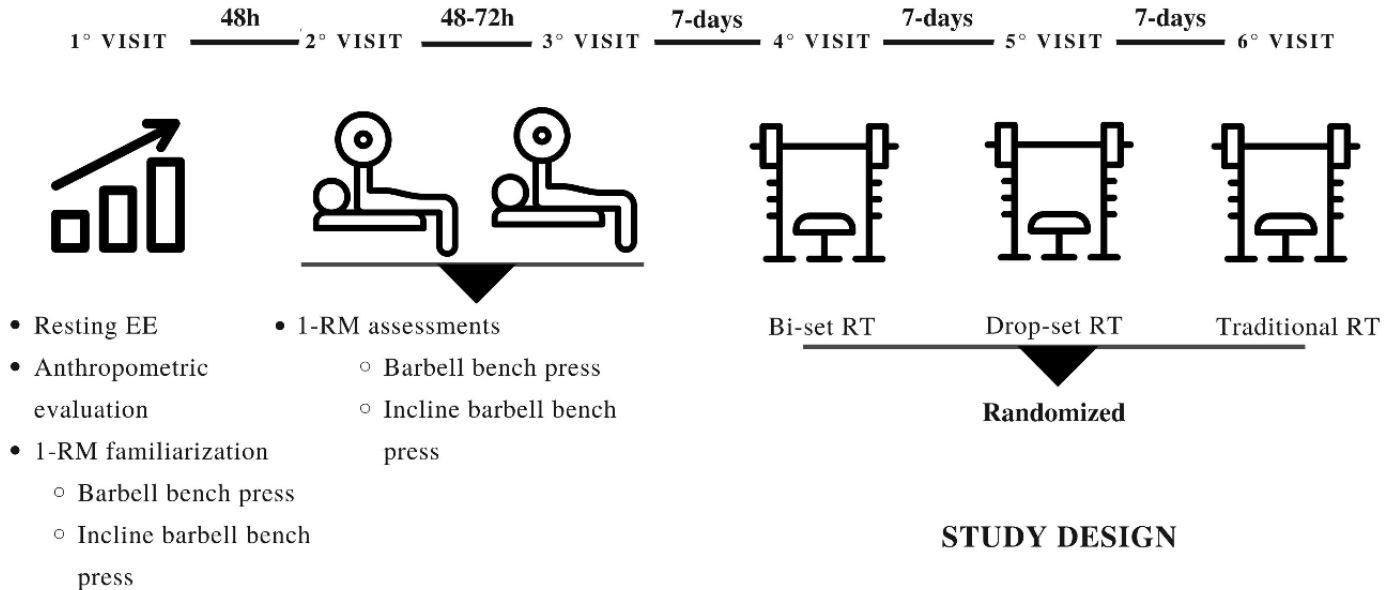 48h 48-72h 7-days 7-days 7-days
1° VISIT 2° VISIT 3° VISIT 4° VISIT 5° VISIT 6° VISIT
• Resting EE
• Anthropometric
evaluation
• 1-RM familiarization
○ Barbell bench press
○ Incline barbell bench
press
• 1-RM assessments
○ Barbell bench press
○ Incline barbell bench
press
Bi-set RT Drop-set RT Traditional RT
Randomized
STUDY DESIGN